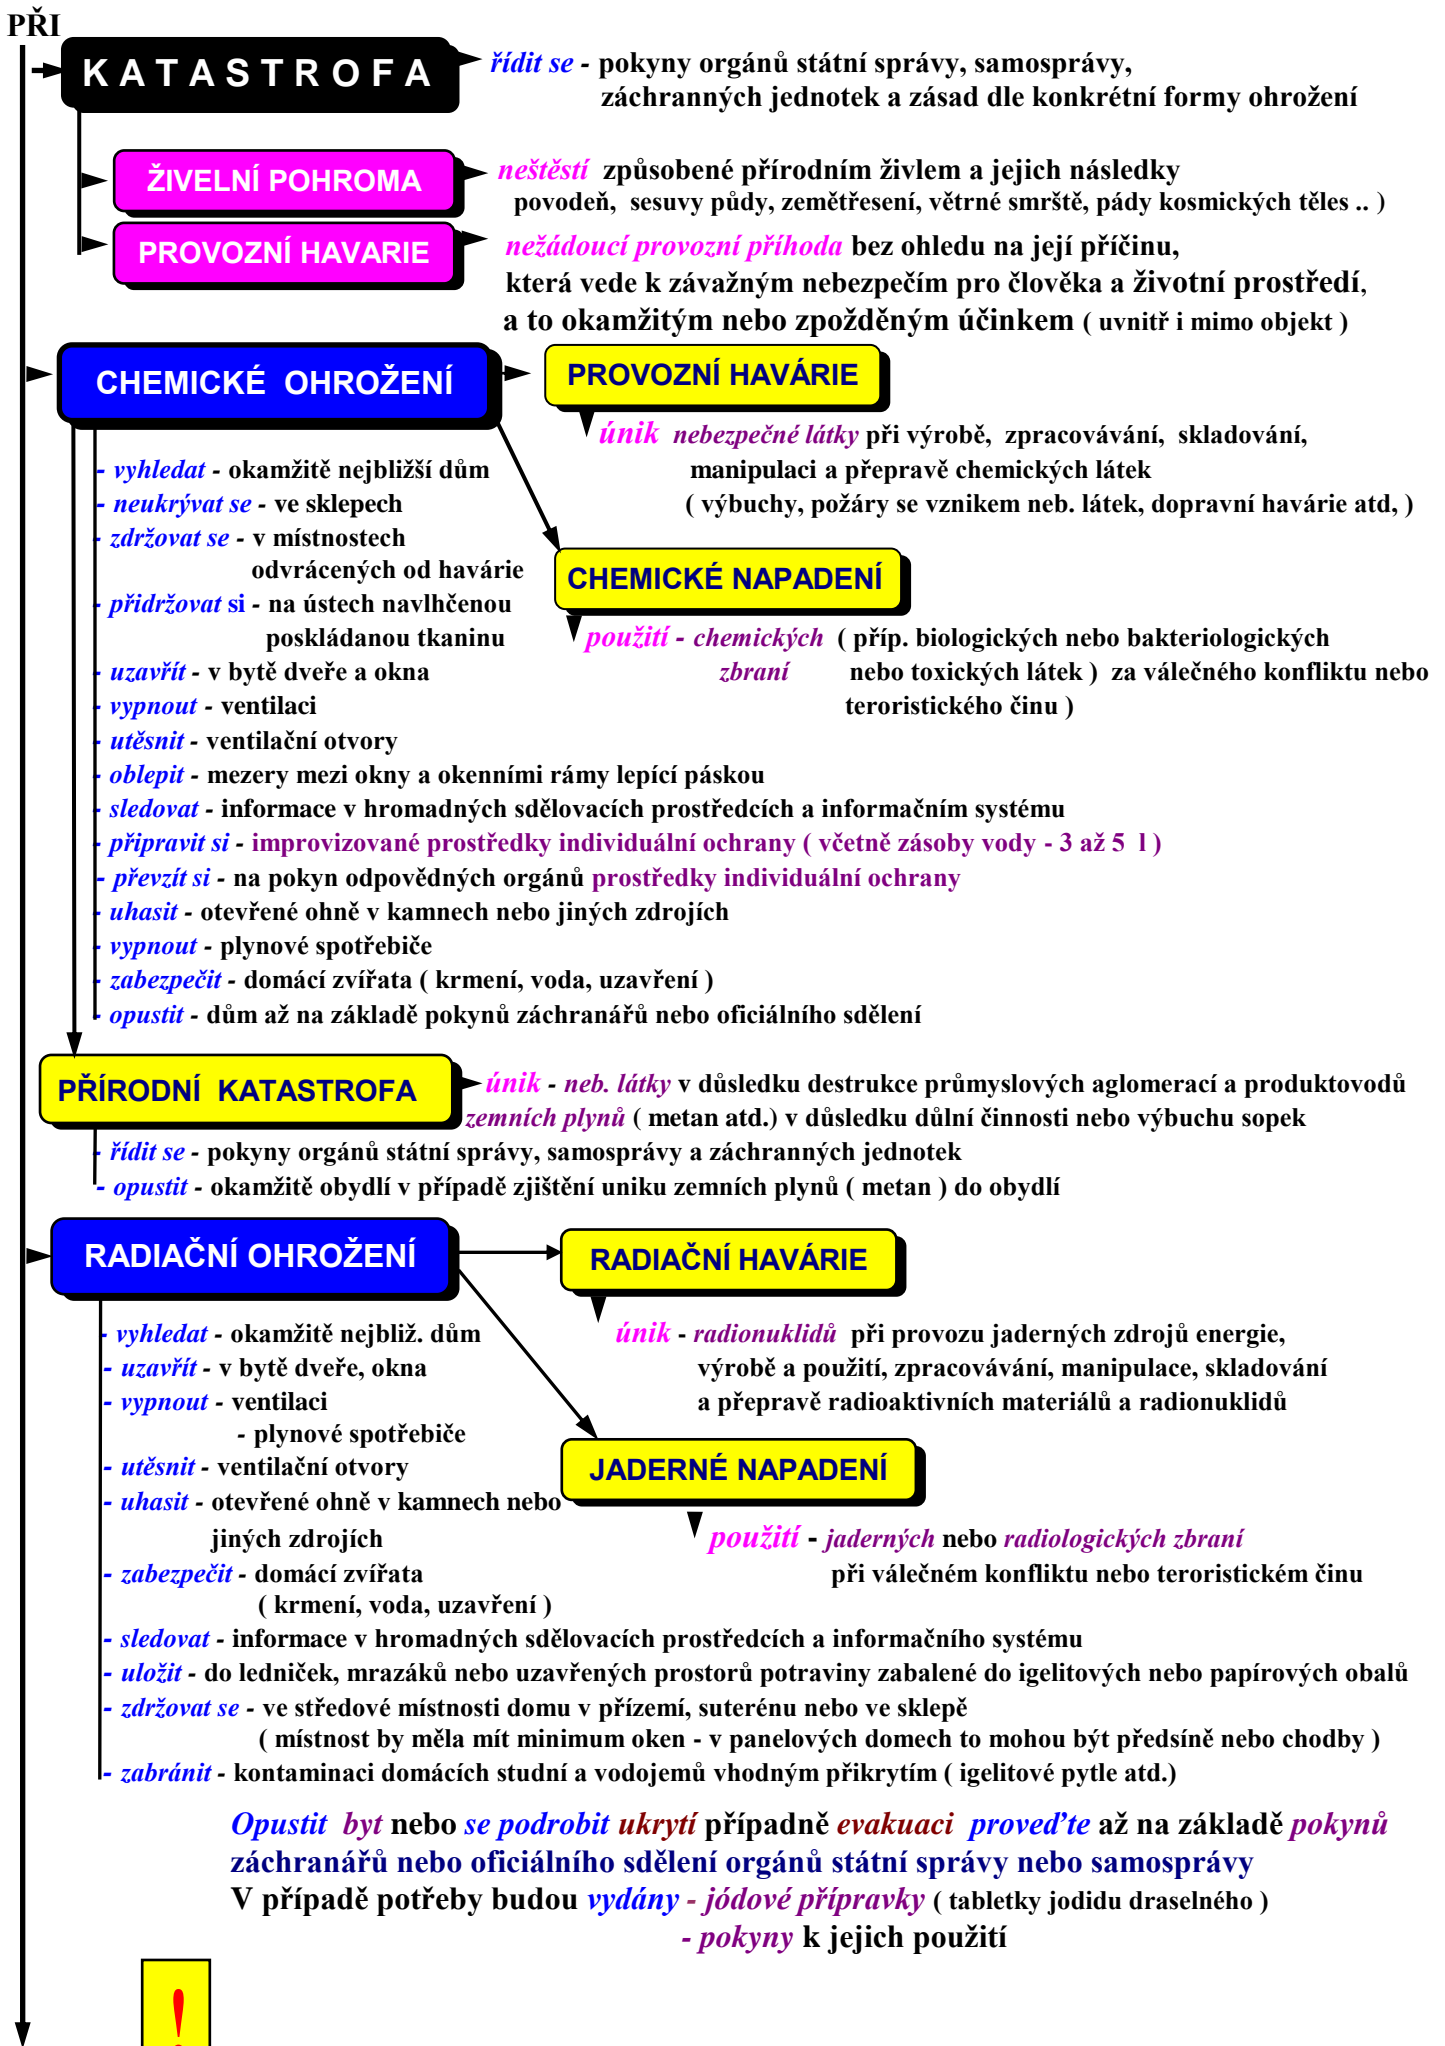 PŘI
K A T A S T R O F A
řídit se - pokyny orgánů státní správy, samosprávy,
záchranných jednotek a zásad dle konkrétní formy ohrožení
ŽIVELNÍ POHROMA
neštěstí způsobené přírodním živlem a jejich následky
povodeň, sesuvy půdy, zemětřesení, větrné smrště, pády kosmických těles .. )
PROVOZNÍ HAVARIE
nežádoucí provozní příhoda bez ohledu na její příčinu,
která vede k závažným nebezpečím pro člověka a životní prostředí,
a to okamžitým nebo zpožděným účinkem ( uvnitř i mimo objekt )
CHEMICKÉ OHROŽENÍ
PROVOZNÍ HAVÁRIE
únik nebezpečné látky při výrobě, zpracovávání, skladování,
manipulaci a přepravě chemických látek
( výbuchy, požáry se vznikem neb. látek, dopravní havárie atd, )
CHEMICKÉ NAPADENÍ
použití - chemických ( příp. biologických nebo bakteriologických
zbraní nebo toxických látek ) za válečného konfliktu nebo
teroristického činu )
- vyhledat - okamžitě nejbližší dům
- neukrývat se - ve sklepech
- zdržovat se - v místnostech
odvrácených od havárie
- přidržovat si - na ústech navlhčenou
poskládanou tkaninu
- uzavřít - v bytě dveře a okna
- vypnout - ventilaci
- utěsnit - ventilační otvory
- oblepit - mezery mezi okny a okenními rámy lepící páskou
- sledovat - informace v hromadných sdělovacích prostředcích a informačním systému
- připravit si - improvizované prostředky individuální ochrany ( včetně zásoby vody - 3 až 5 l )
- převzít si - na pokyn odpovědných orgánů prostředky individuální ochrany
- uhasit - otevřené ohně v kamnech nebo jiných zdrojích
- vypnout - plynové spotřebiče
- zabezpečit - domácí zvířata ( krmení, voda, uzavření )
- opustit - dům až na základě pokynů záchranářů nebo oficiálního sdělení
PŘÍRODNÍ KATASTROFA
únik - neb. látky v důsledku destrukce průmyslových aglomerací a produktovodů
zemních plynů ( metan atd.) v důsledku důlní činnosti nebo výbuchu sopek
- řídit se - pokyny orgánů státní správy, samosprávy a záchranných jednotek
- opustit - okamžitě obydlí v případě zjištění uniku zemních plynů ( metan ) do obydlí
RADIAČNÍ OHROŽENÍ
RADIAČNÍ HAVÁRIE
únik - radionuklidů při provozu jaderných zdrojů energie,
výrobě a použití, zpracovávání, manipulace, skladování
a přepravě radioaktivních materiálů a radionuklidů
JADERNÉ NAPADENÍ
použití - jaderných nebo radiologických zbraní
při válečném konfliktu nebo teroristickém činu
- vyhledat - okamžitě nejbliž. dům
- uzavřít - v bytě dveře, okna
- vypnout - ventilaci
- plynové spotřebiče
- utěsnit - ventilační otvory
- uhasit - otevřené ohně v kamnech nebo
jiných zdrojích
- zabezpečit - domácí zvířata
( krmení, voda, uzavření )
- sledovat - informace v hromadných sdělovacích prostředcích a informačního systému
- uložit - do ledniček, mrazáků nebo uzavřených prostorů potraviny zabalené do igelitových nebo papírových obalů
- zdržovat se - ve středové místnosti domu v přízemí, suterénu nebo ve sklepě
( místnost by měla mít minimum oken - v panelových domech to mohou být předsíně nebo chodby )
- zabránit - kontaminaci domácích studní a vodojemů vhodným přikrytím ( igelitové pytle atd.)
Opustit byt nebo se podrobit ukrytí případně evakuaci proveďte až na základě pokynů
záchranářů nebo oficiálního sdělení orgánů státní správy nebo samosprávy
V případě potřeby budou vydány - jódové přípravky ( tabletky jodidu draselného )
- pokyny k jejich použití
!